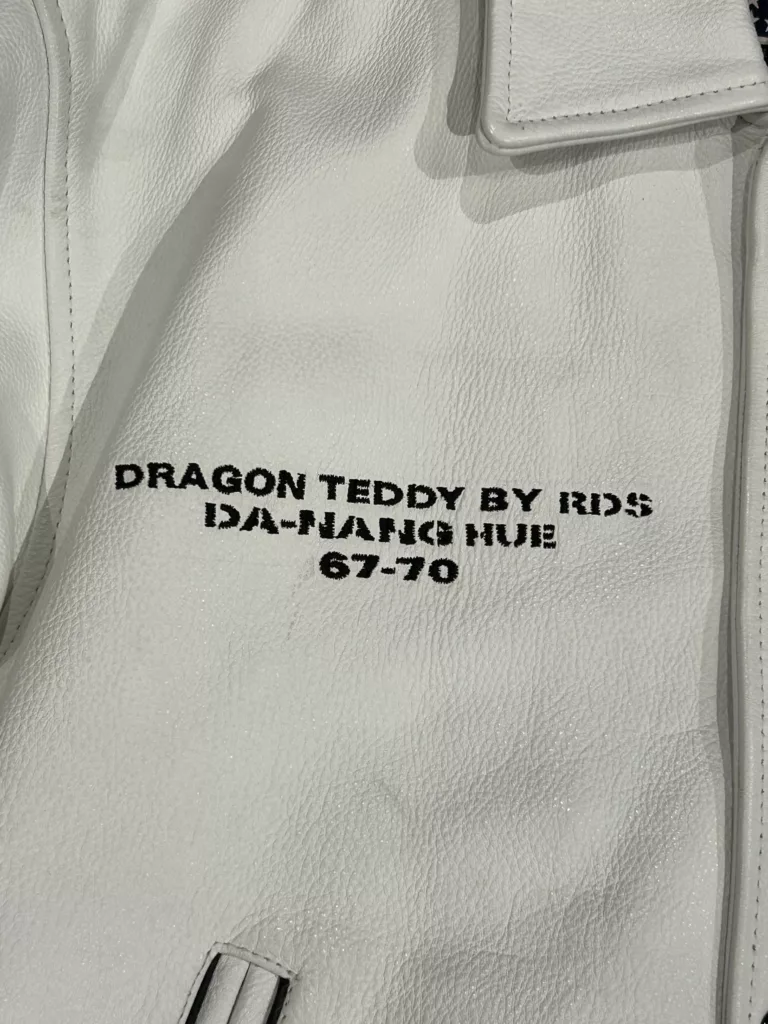 DRAGON TEDDY BY RDS
DA-NANG HUE
67-70